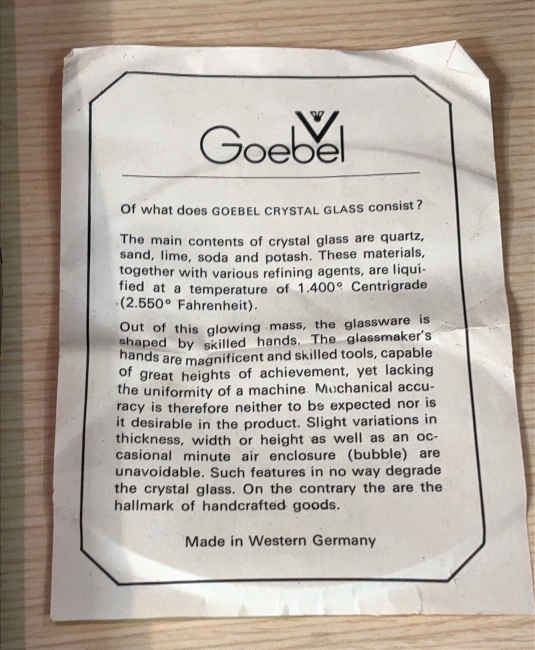 Goebel
Of what does GOEBEL CRYSTAL GLASS consist?
The main contents of crystal glass are quartz,
sand, lime, soda and potash. These materials,
together with various refining agents, are liqui-
fied at a temperature of 1.400° Centrigrade
(2.550° Fahrenheit).
Out of this glowing mass, the glassware is
shaped by skilled hands. The glassmaker's
hands are magnificent and skilled tools, capable
of great heights of achievement, yet lacking
the uniformity of a machine. Mechanical accu-
racy is therefore neither to be expected nor is
it desirable in the product. Slight variations in
thickness, width or height as well as an oc-
casional minute air enclosure (bubble) are
unavoidable. Such features in no way degrade
the crystal glass. On the contrary the are the
hallmark of handcrafted goods.
Made in Western Germany